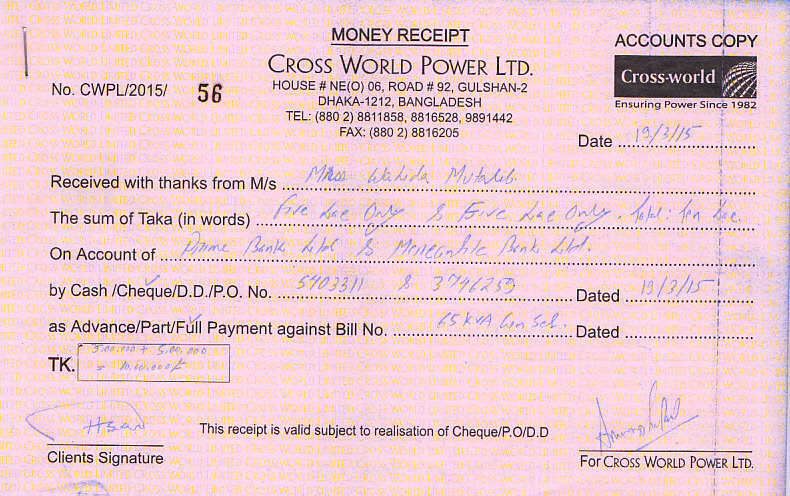 MONEY RECEIPT
ACCOUNTS COPY
CROSS WORLD POWER LTD.
Cross-world
Ensuring Power Since 1982
No. CWPL/2015/ 56
HOUSE # NE(O) 06, ROAD # 92, GULSHAN-2
DHAKA-1212, BANGLADESH
TEL: (880 2) 8811858, 8816528, 9891442
FAX: (880 2) 8816205
Date 19/3/15
Received with thanks from M/s Wahida Mutalib
The sum of Taka (in words) Five Lac Only & Five Lac Only. Total: Ten Lac.
On Account of Prime Bank Ltd & Mercantile Bank Ltd.
by Cash /Cheque/D.D./P.O. No. 5403311 & 3746259 Dated 19/3/15
as Advance/Part/Full Payment against Bill No. 65 KVA Gen Set. Dated
TK. 5,00,000 + 5,00,000
= 10,00,000/-
This receipt is valid subject to realisation of Cheque/P.O/D.D
Clients Signature
For CROSS WORLD POWER LTD.